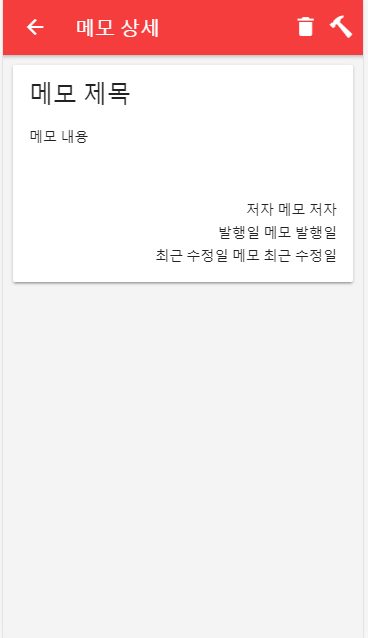 메모 상세
메모 제목
메모 내용
저자 메모 저자
발행일 메모 발행일
최근 수정일 메모 최근 수정일